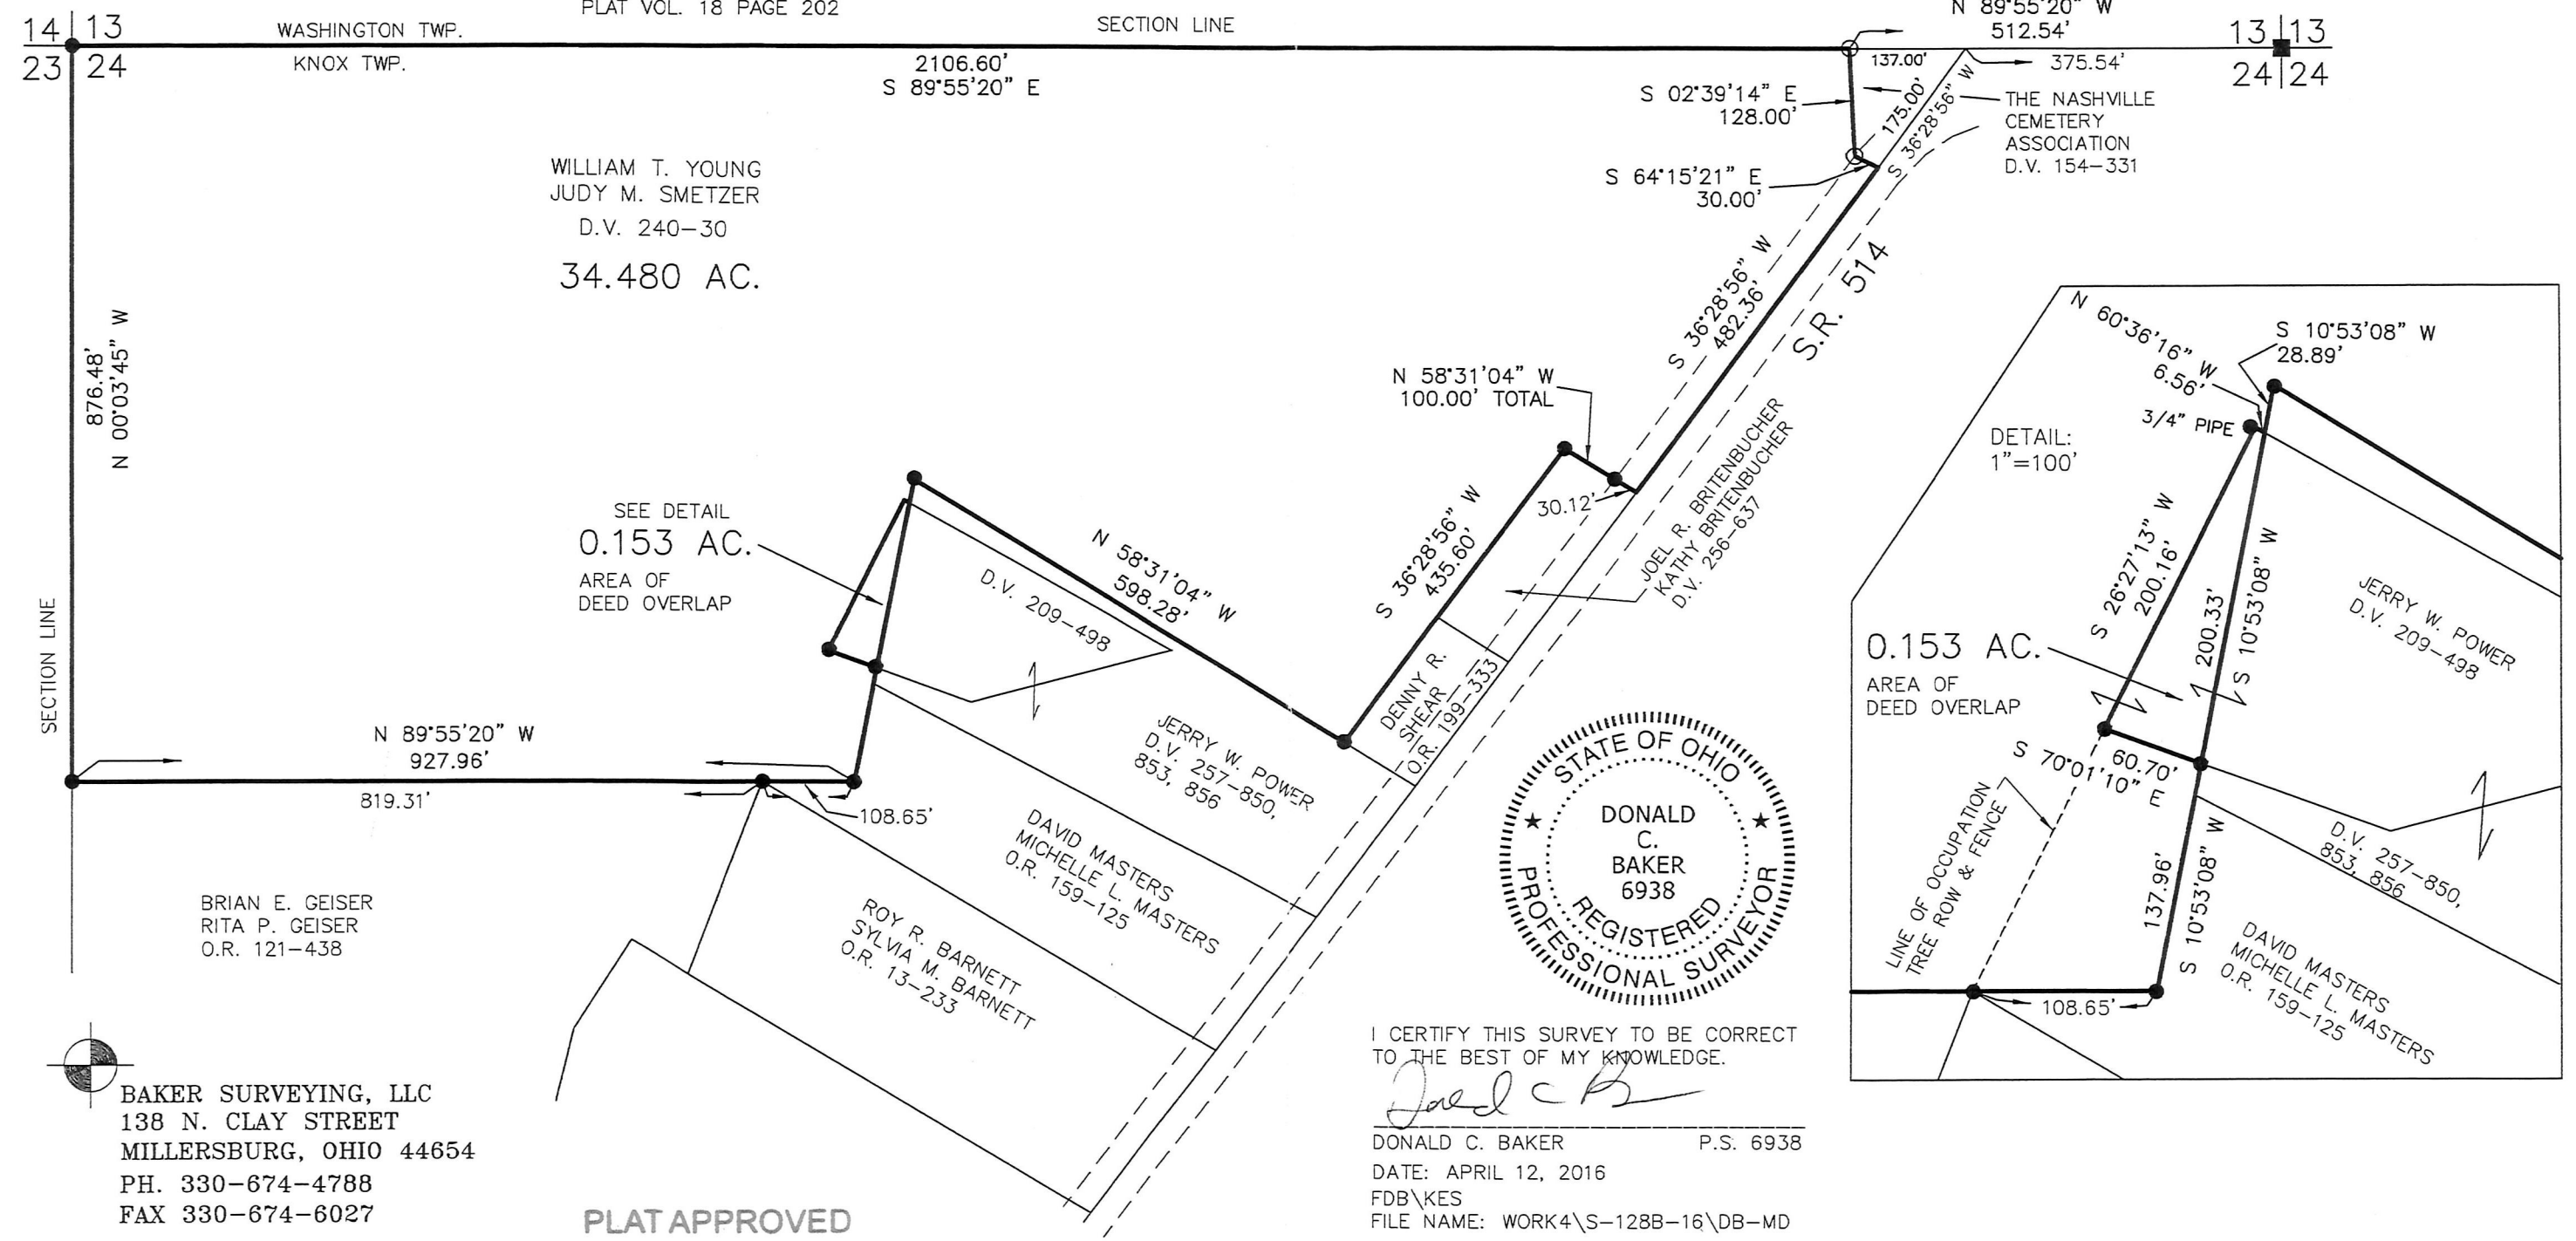 PLAT VOL. 18 PAGE 202
14 13
23 24
WASHINGTON TWP.
KNOX TWP.
SECTION LINE
2106.60'
S 89°55'20" E
N 89°55'20" W
512.54'
137.00'
375.54'
13 13
24 24
S 02°39'14" E
128.00'
175.00'
S 36°28'56" W
THE NASHVILLE
CEMETERY
ASSOCIATION
D.V. 154-331
S 64°15'21" E
30.00'
WILLIAM T. YOUNG
JUDY M. SMETZER
D.V. 240-30
34.480 AC.
876.48'
N 00°03'45" W
SECTION LINE
S 36°28'56" W
482.36'
S.R. 514
N 58°31'04" W
100.00' TOTAL
30.12'
JOEL R. BRITENBUCHER
KATHY BRITENBUCHER
D.V. 256-637
S 36°28'56" W
435.60'
SEE DETAIL
0.153 AC.
AREA OF
DEED OVERLAP
N 58°31'04" W
598.28'
D.V. 209-498
DENNY R.
SHEAR
O.R. 199-333
JERRY W. POWER
D.V. 257-850,
853, 856
N 89°55'20" W
927.96'
819.31'
108.65'
DAVID MASTERS
MICHELLE L. MASTERS
O.R. 159-125
ROY R. BARNETT
SYLVIA M. BARNETT
O.R. 13-233
BRIAN E. GEISER
RITA P. GEISER
O.R. 121-438
N 60°36'16" W
6.56'
S 10°53'08" W
28.89'
3/4" PIPE
DETAIL:
1"=100'
S 26°27'13" W
200.16'
200.33'
S 10°53'08" W
JERRY W. POWER
D.V. 209-498
0.153 AC.
AREA OF
DEED OVERLAP
60.70'
S 70°01'10" E
LINE OF OCCUPATION
TREE ROW & FENCE
137.96'
S 10°53'08" W
D.V. 257-850,
853, 856
DAVID MASTERS
MICHELLE L. MASTERS
O.R. 159-125
108.65'
STATE OF OHIO
DONALD
C.
BAKER
6938
REGISTERED
PROFESSIONAL SURVEYOR
I CERTIFY THIS SURVEY TO BE CORRECT
TO THE BEST OF MY KNOWLEDGE.
DONALD C. BAKER P.S. 6938
DATE: APRIL 12, 2016
FDB\KES
FILE NAME: WORK4\S-128B-16\DB-MD
BAKER SURVEYING, LLC
138 N. CLAY STREET
MILLERSBURG, OHIO 44654
PH. 330-674-4788
FAX 330-674-6027
PLAT APPROVED